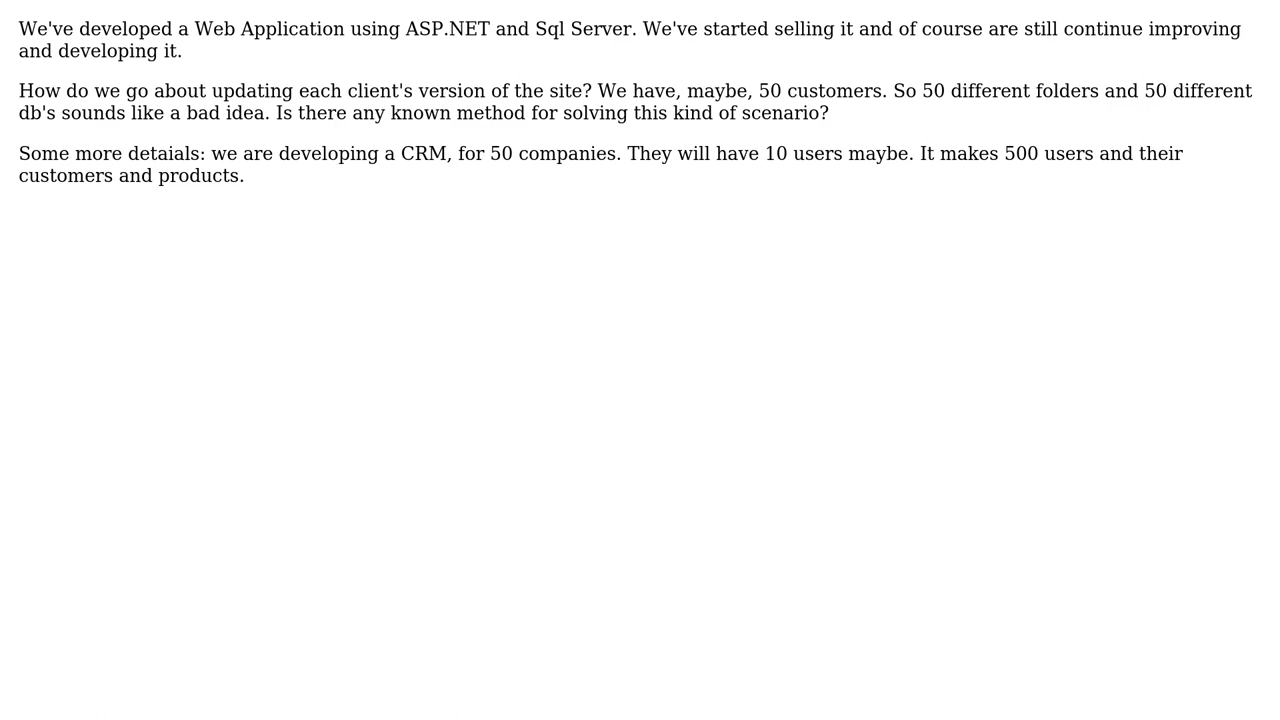 We've developed a Web Application using ASP.NET and Sql Server. We've started selling it and of course are still continue improving
and developing it.
How do we go about updating each client's version of the site? We have, maybe, 50 customers. So 50 different folders and 50 different
db's sounds like a bad idea. Is there any known method for solving this kind of scenario?
Some more detaials: we are developing a CRM, for 50 companies. They will have 10 users maybe. It makes 500 users and their
customers and products.